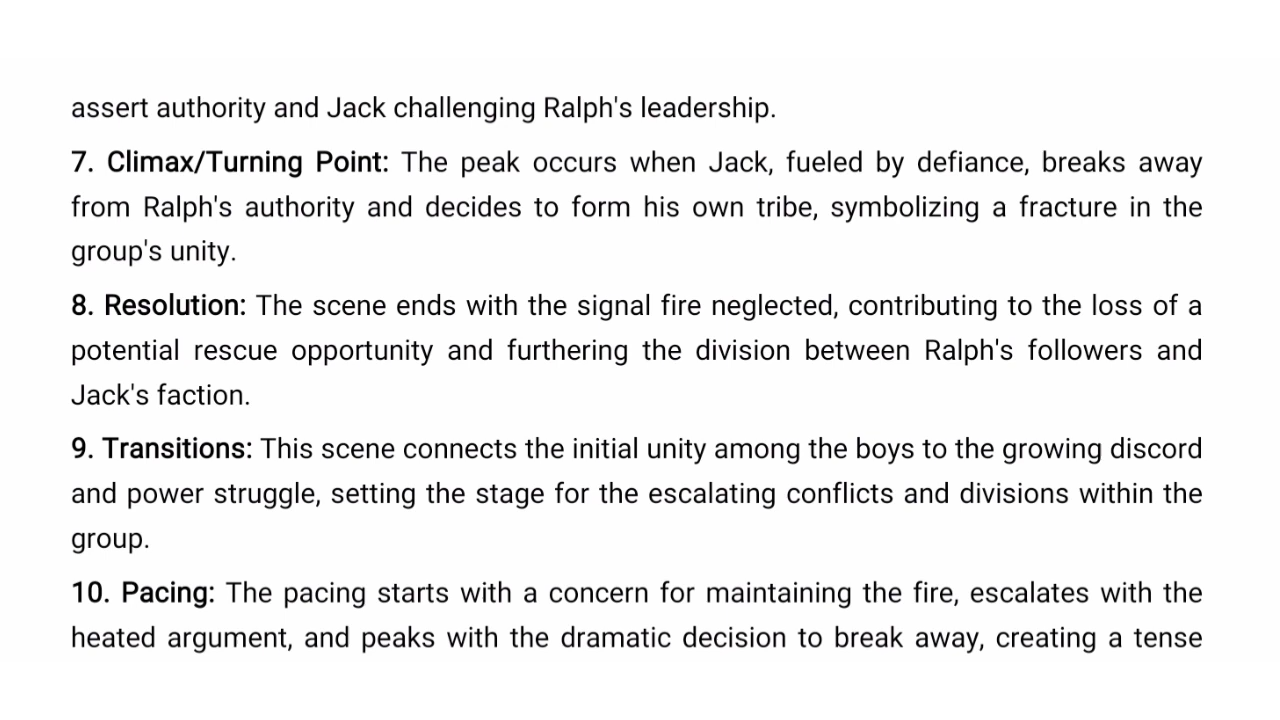 assert authority and Jack challenging Ralph's leadership.
7. Climax/Turning Point: The peak occurs when Jack, fueled by defiance, breaks away
from Ralph's authority and decides to form his own tribe, symbolizing a fracture in the
group's unity.
8. Resolution: The scene ends with the signal fire neglected, contributing to the loss of a
potential rescue opportunity and furthering the division between Ralph's followers and
Jack's faction.
9. Transitions: This scene connects the initial unity among the boys to the growing discord
and power struggle, setting the stage for the escalating conflicts and divisions within the
group.
10. Pacing: The pacing starts with a concern for maintaining the fire, escalates with the
heated argument, and peaks with the dramatic decision to break away, creating a tense